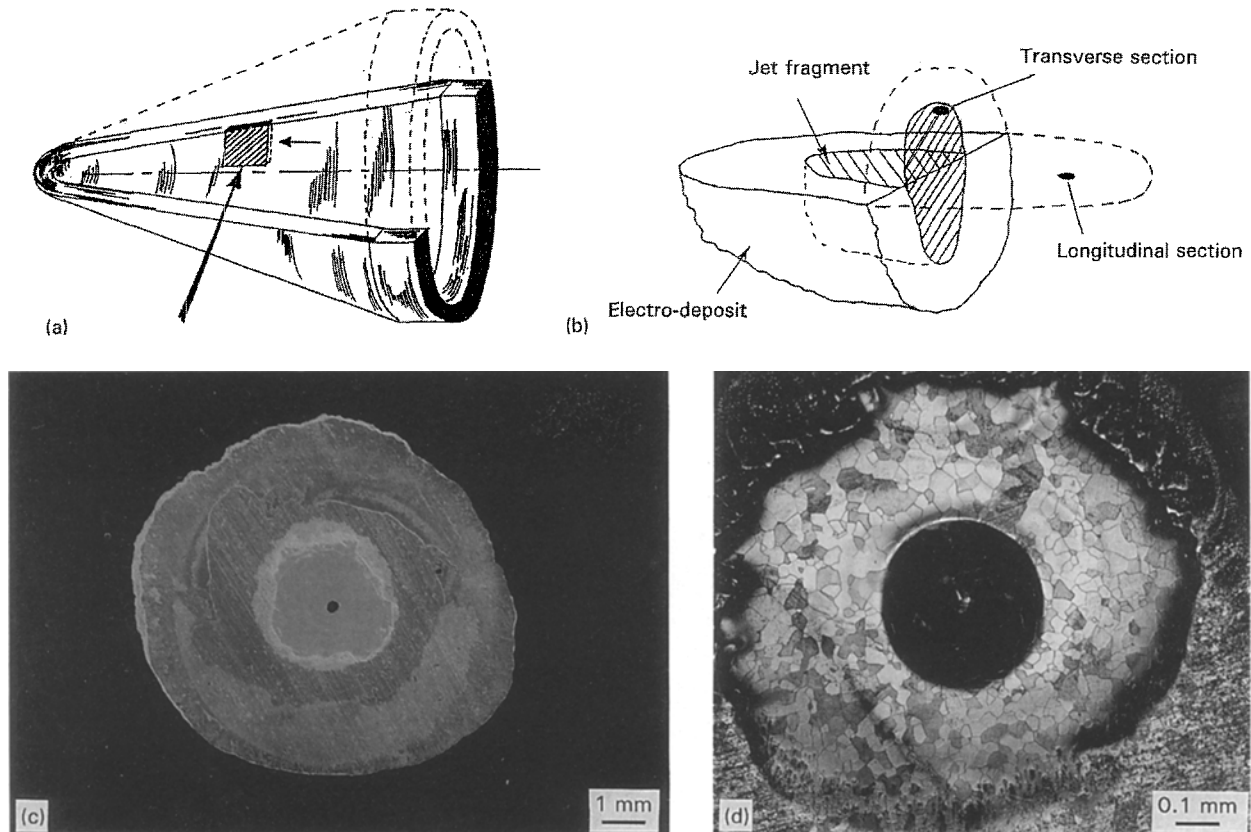 Transverse section
Jet fragment
Longitudinal section
Electro-deposit
(a)
(b)
(c)
1 mm
(d)
0.1 mm